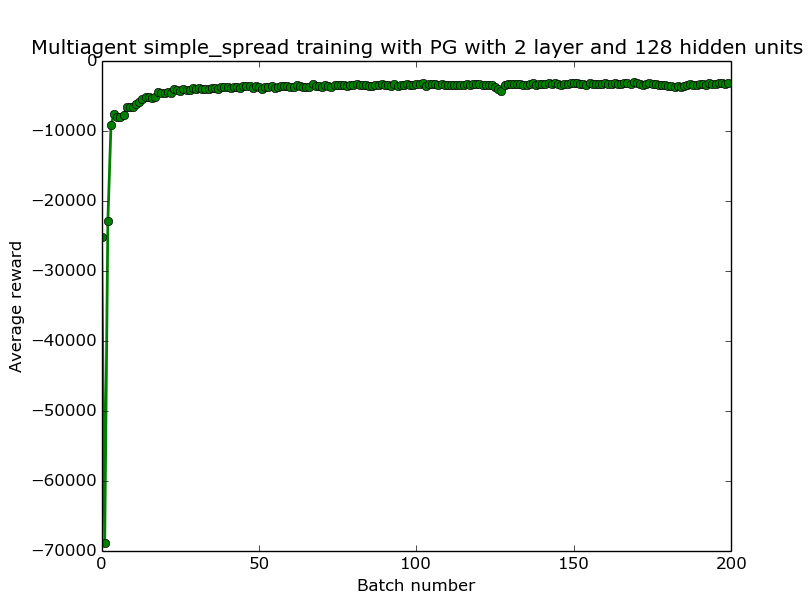 Multiagent simple_spread training with PG with 2 layer and 128 hidden units
0
−10000
−20000
−30000
−40000
−50000
−60000
−70000
Average reward
0 50 100 150 200
Batch number